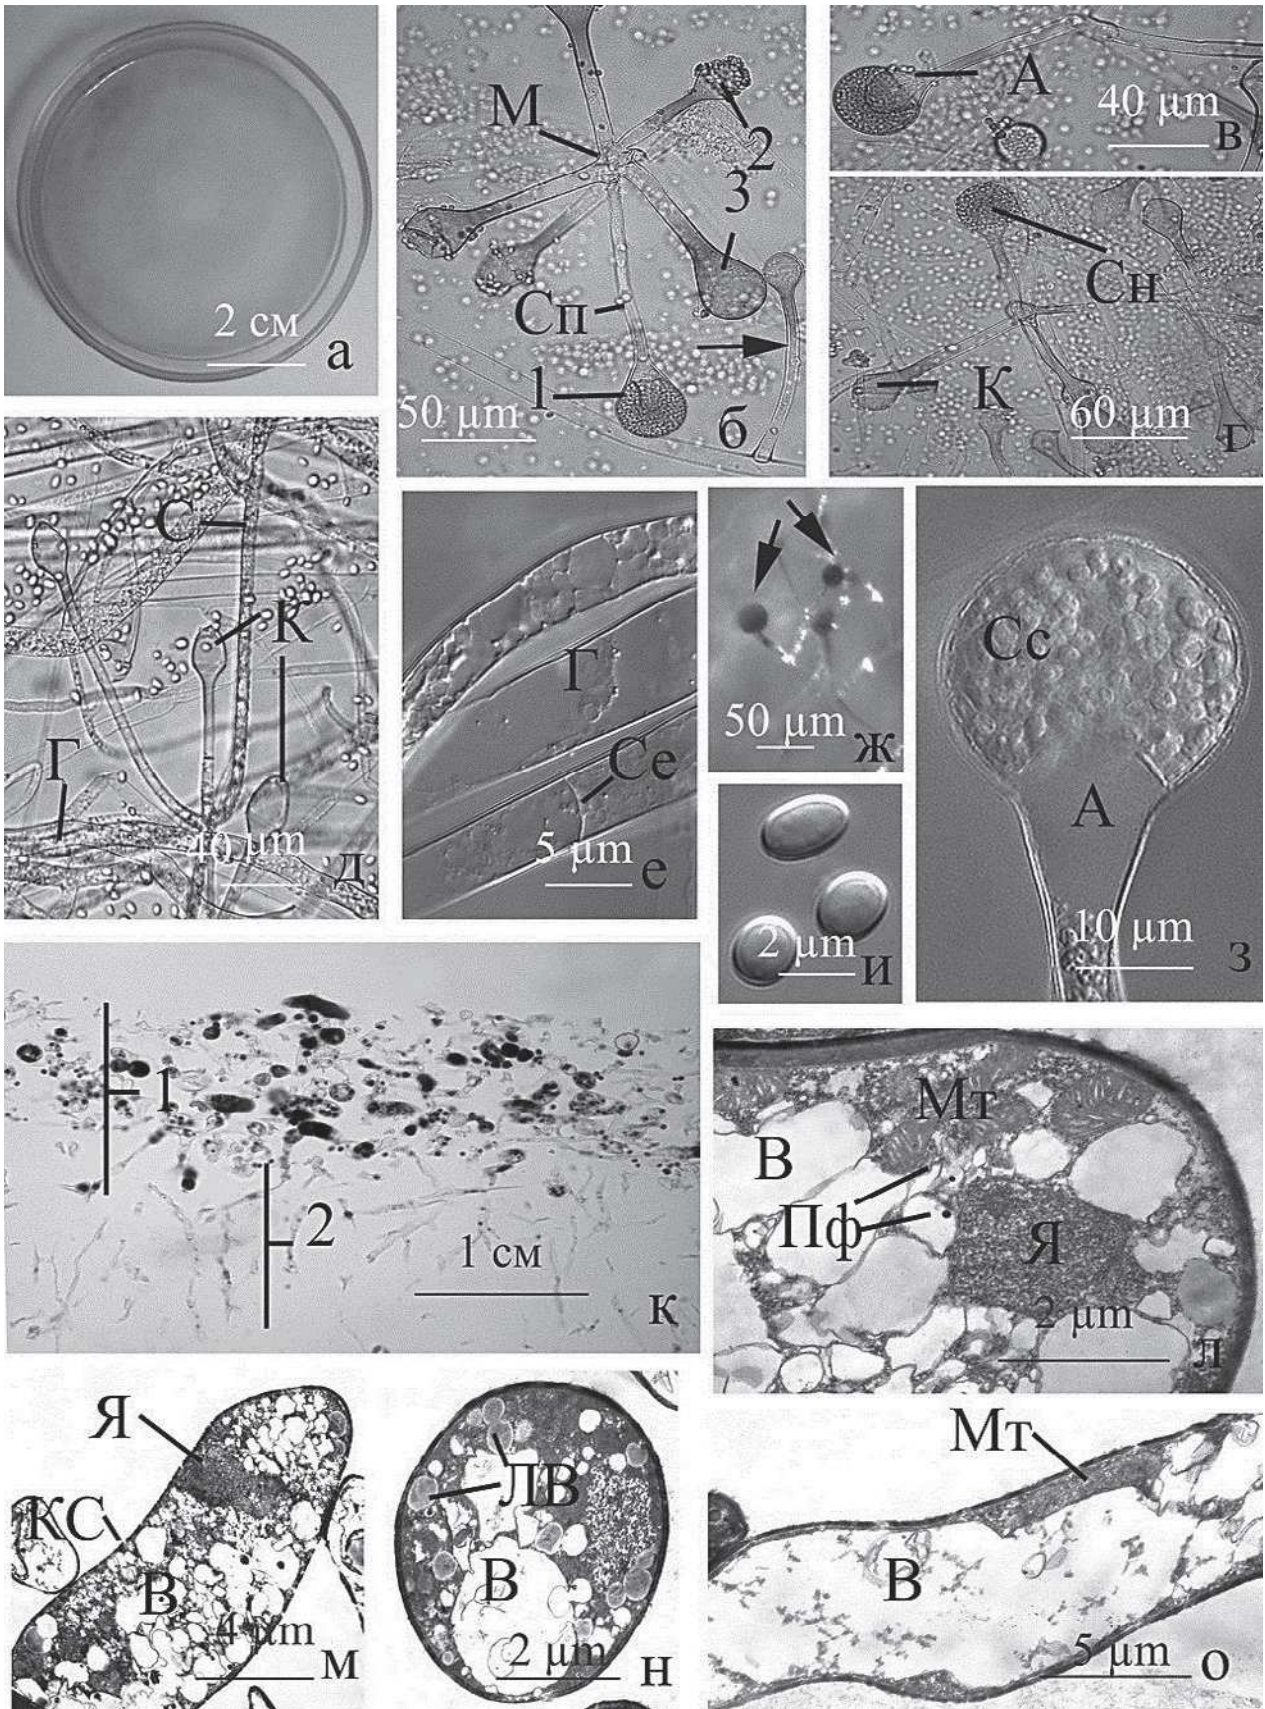 2 см
а
М
2
3
Сп
1
50 µm
б
А
40 µm
в
Сн
К
60 µm
г
С
К
Г
40 µm
д
Г
Се
5 µm
е
50 µm
ж
2 µm
и
Сс
А
10 µm
з
1
2
1 см
к
Мт
В
Пф
Я
2 µm
л
Я
КС
В
4 µm
м
ЛВ
В
2 µm
н
Мт
В
5 µm
о